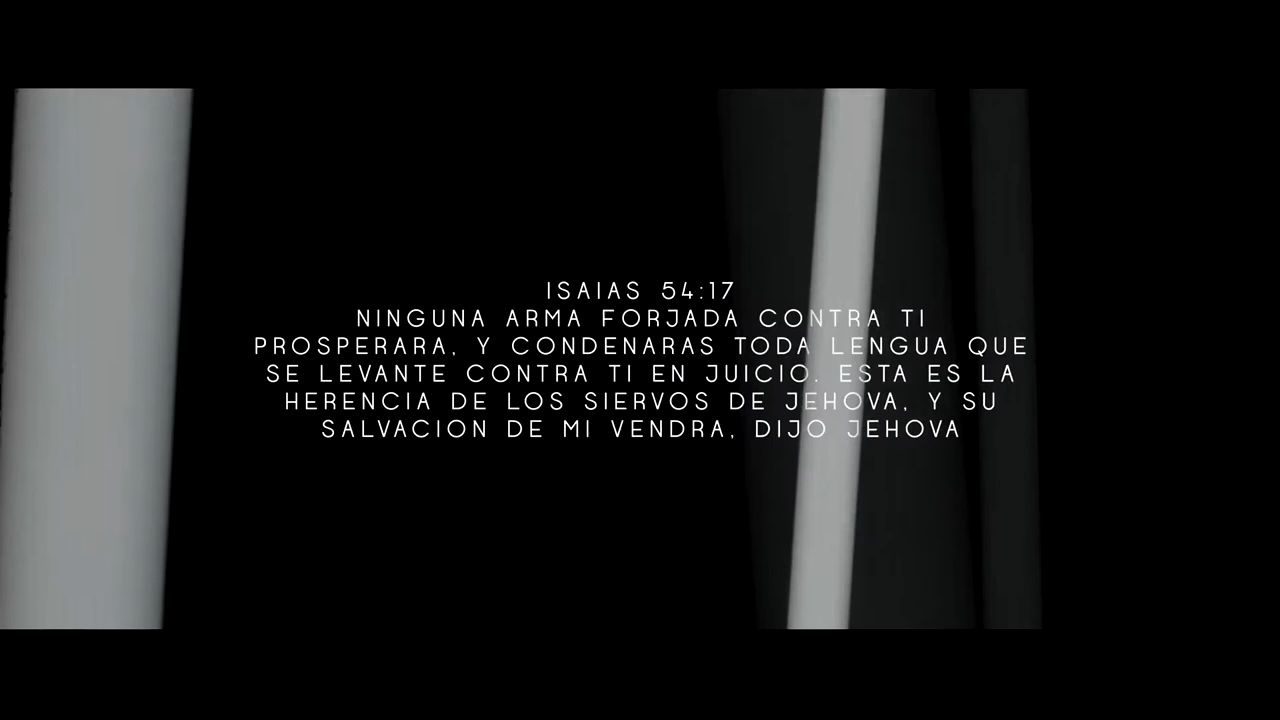 ISAIAS 54:17
NINGUNA ARMA FORJADA CONTRA TI
PROSPERARA, Y CONDENARAS TODA LENGUA QUE
SE LEVANTE CONTRA TI EN JUICIO. ESTA ES LA
HERENCIA DE LOS SIERVOS DE JEHOVA, Y SU
SALVACION DE MI VENDRA, DIJO JEHOVA